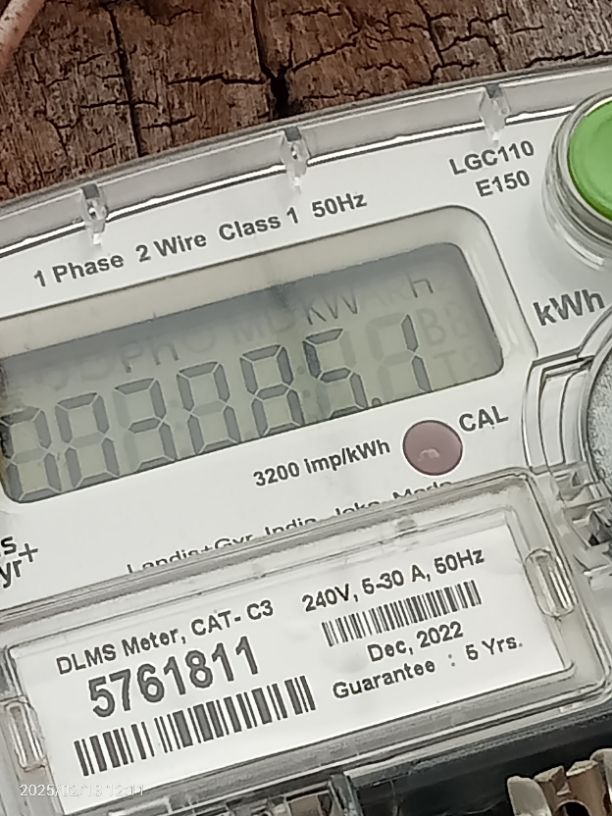 LGC110
E150
1 Phase 2 Wire Class 1 50Hz
kWh
kWh
3200 imp/kWh
CAL
DLMS Meter, CAT- C3
240V, 5-30 A, 50Hz
5761811
Dec, 2022
Guarantee : 5 Yrs.